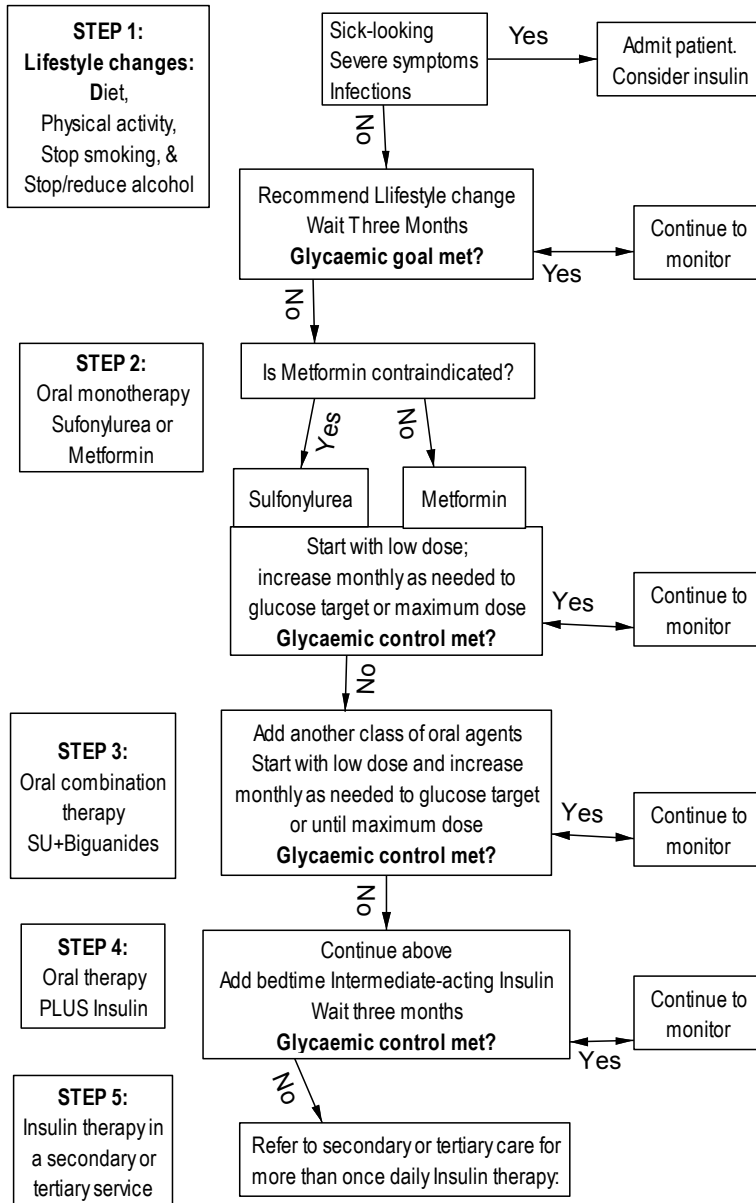 STEP 1:
Lifestyle changes:
Diet,
Physical activity,
Stop smoking, &
Stop/reduce alcohol
Sick-looking
Severe symptoms
Infections
Yes
Admit patient.
Consider insulin
No
Recommend Llifestyle change
Wait Three Months
Glycaemic goal met?
Yes
Continue to
monitor
No
STEP 2:
Oral monotherapy
Sufonylurea or
Metformin
Is Metformin contraindicated?
Yes
No
Sulfonylurea
Metformin
Start with low dose;
increase monthly as needed to
glucose target or maximum dose
Glycaemic control met?
Yes
Continue to
monitor
No
STEP 3:
Oral combination
therapy
SU+Biguanides
Add another class of oral agents
Start with low dose and increase
monthly as needed to glucose target
or until maximum dose
Glycaemic control met?
Yes
Continue to
monitor
No
STEP 4:
Oral therapy
PLUS Insulin
Continue above
Add bedtime Intermediate-acting Insulin
Wait three months
Glycaemic control met?
Yes
Continue to
monitor
No
STEP 5:
Insulin therapy in
a secondary or
tertiary service
Refer to secondary or tertiary care for
more than once daily Insulin therapy: